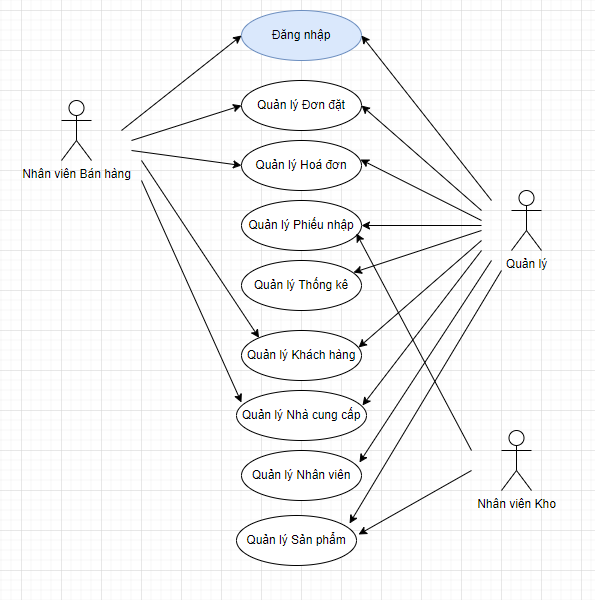 Đăng nhập
Quản lý Đơn đặt
Quản lý Hoá đơn
Nhân viên Bán hàng
Quản lý Phiếu nhập
Quản lý
Quản lý Thống kê
Quản lý Khách hàng
Quản lý Nhà cung cấp
Quản lý Nhân viên
Nhân viên Kho
Quản lý Sản phẩm